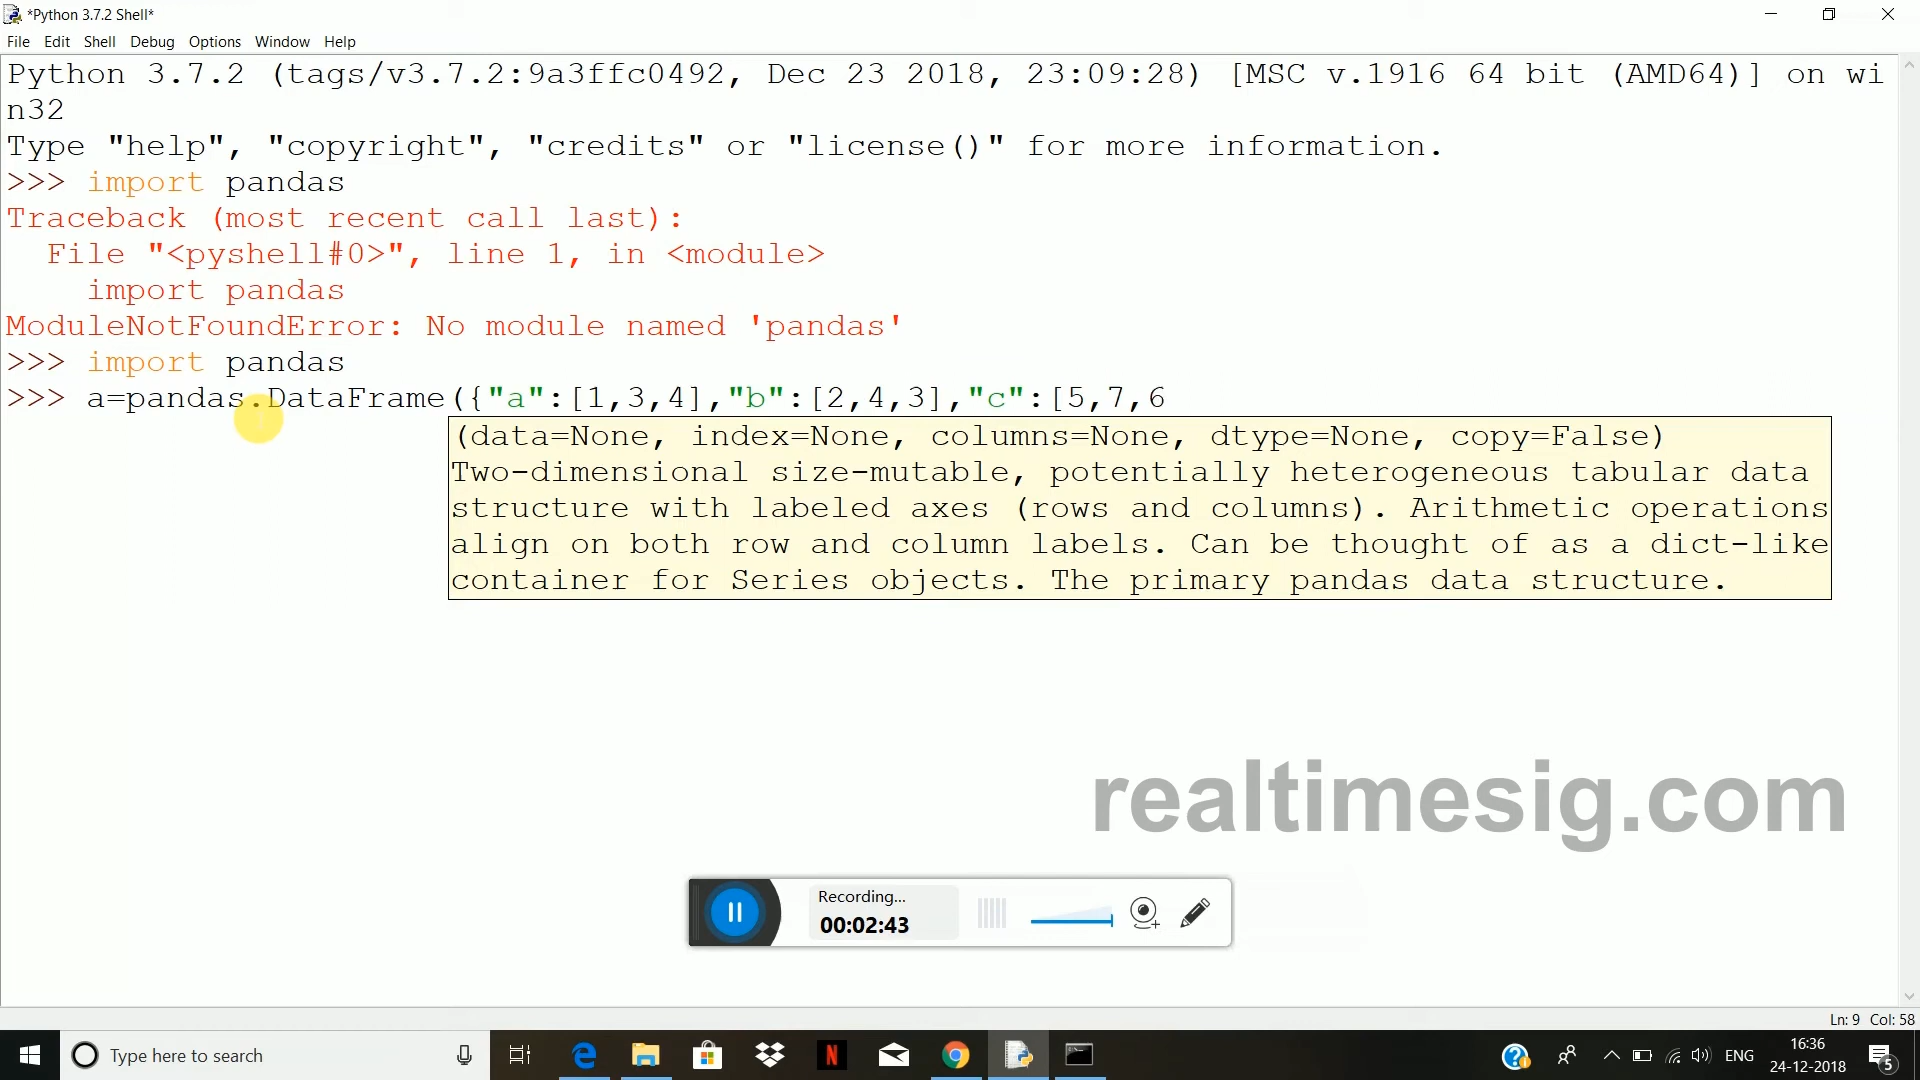 *Python 3.7.2 Shell*
File Edit Shell Debug Options Window Help
Python 3.7.2 (tags/v3.7.2:9a3ffc0492, Dec 23 2018, 23:09:28) [MSC v.1916 64 bit (AMD64)] on wi
n32
Type "help", "copyright", "credits" or "license()" for more information.
>>> import pandas
Traceback (most recent call last):
  File "<pyshell#0>", line 1, in <module>
    import pandas
ModuleNotFoundError: No module named 'pandas'
>>> import pandas
>>> a=pandas.DataFrame({"a":[1,3,4],"b":[2,4,3],"c":[5,7,6
(data=None, index=None, columns=None, dtype=None, copy=False)
Two-dimensional size-mutable, potentially heterogeneous tabular data
structure with labeled axes (rows and columns). Arithmetic operations
align on both row and column labels. Can be thought of as a dict-like
container for Series objects. The primary pandas data structure.
realtimesig.com
Recording...
00:02:43
Ln: 9 Col: 58
Type here to search
N
ENG
16:36
24-12-2018
5